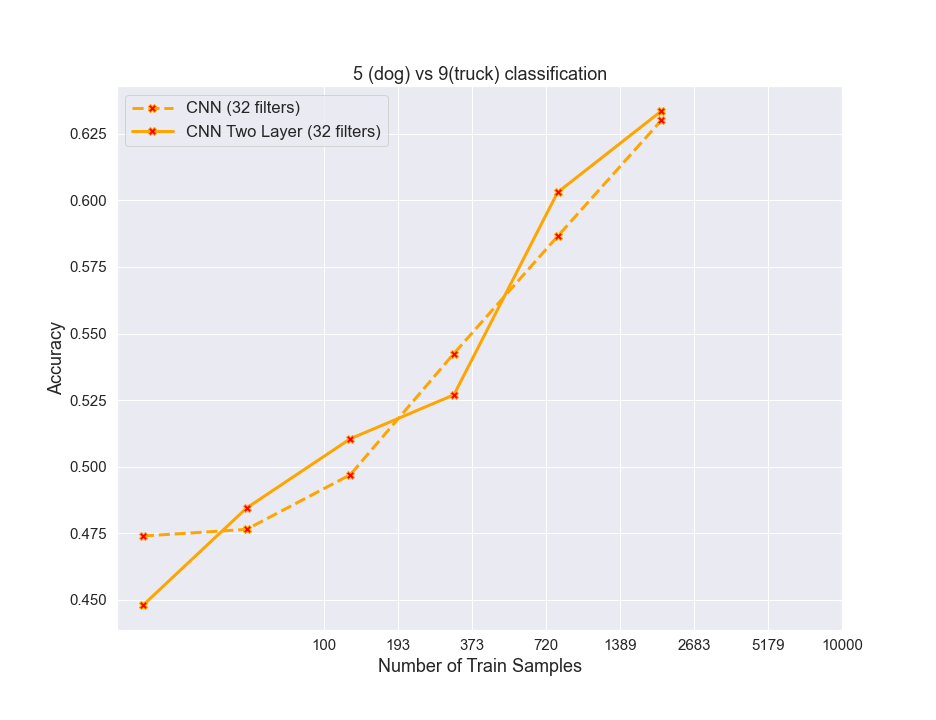 5 (dog) vs 9(truck) classification
CNN (32 filters)
CNN Two Layer (32 filters)
Accuracy
0.625
0.600
0.575
0.550
0.525
0.500
0.475
0.450
100 193 373 720 1389 2683 5179 10000
Number of Train Samples